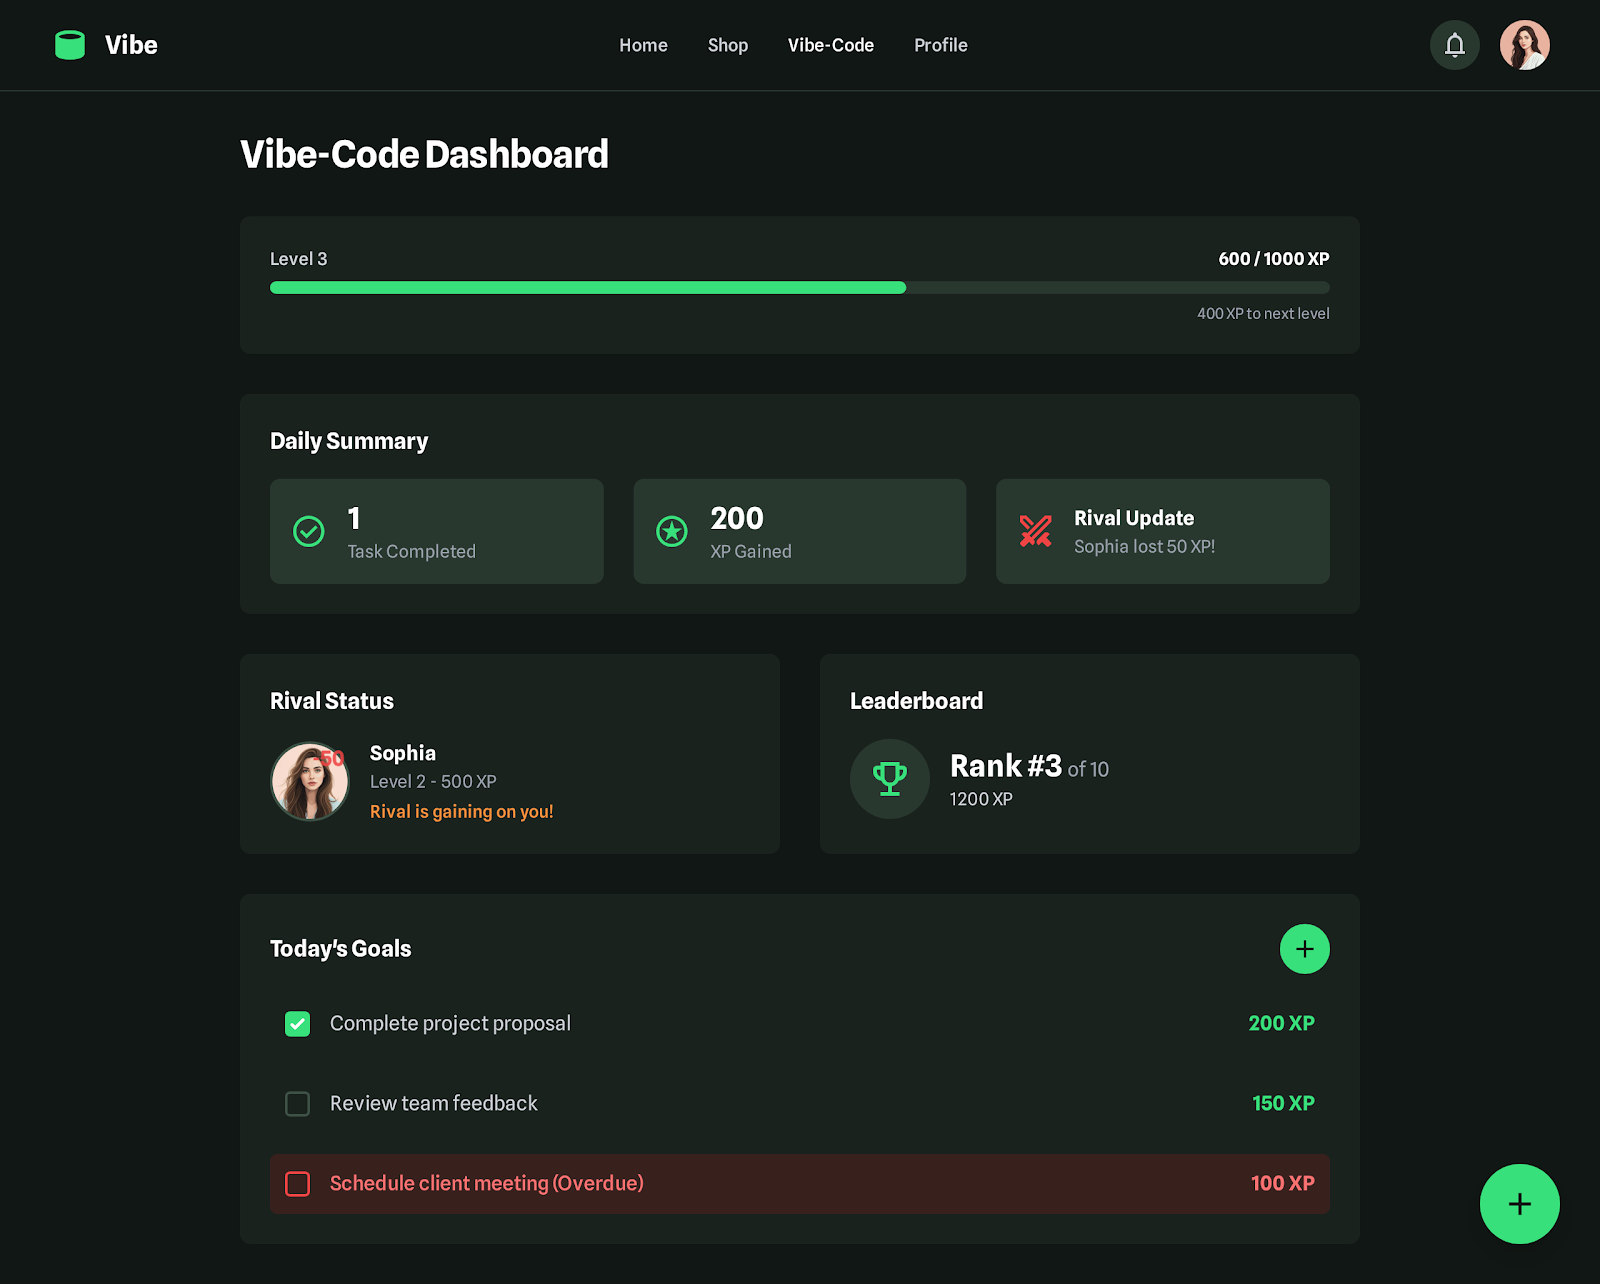 Vibe
Home
Shop
Vibe-Code
Profile
Vibe-Code Dashboard
Level 3
600 / 1000 XP
400 XP to next level
Daily Summary
1
Task Completed
200
XP Gained
Rival Update
Sophia lost 50 XP!
Rival Status
-50
Sophia
Level 2 - 500 XP
Rival is gaining on you!
Leaderboard
Rank #3 of 10
1200 XP
Today's Goals
Complete project proposal
200 XP
Review team feedback
150 XP
Schedule client meeting (Overdue)
100 XP